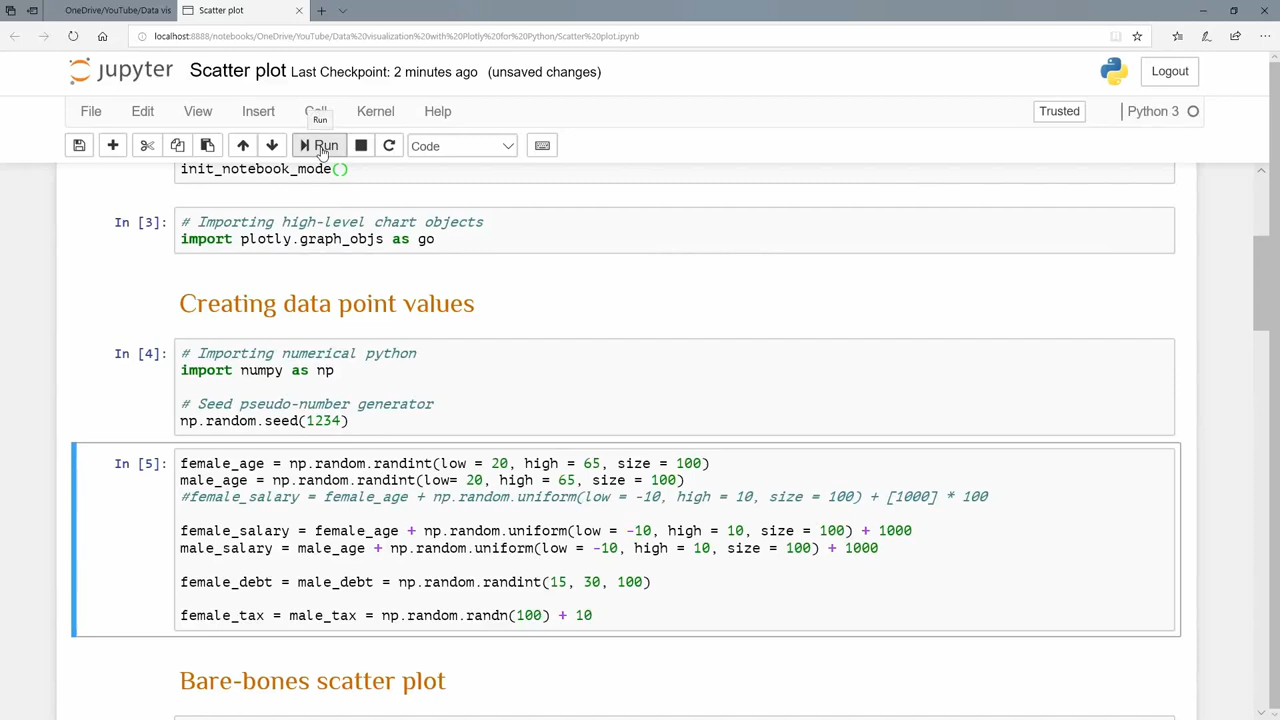 OneDrive/YouTube/Data vis
Scatter plot
localhost:8888/notebooks/OneDrive/YouTube/Data%20visualization%20with%20Plotly%20for%20Python/Scatter%20plot.ipynb
jupyter Scatter plot Last Checkpoint: 2 minutes ago (unsaved changes)
Logout
File Edit View Insert Cell Kernel Help
Trusted
Python 3
Run
Run
Code
init_notebook_mode()
In [3]:
# Importing high-level chart objects
import plotly.graph_objs as go
Creating data point values
In [4]:
# Importing numerical python
import numpy as np
# Seed pseudo-number generator
np.random.seed(1234)
In [5]:
female_age = np.random.randint(low = 20, high = 65, size = 100)
male_age = np.random.randint(low= 20, high = 65, size = 100)
#female_salary = female_age + np.random.uniform(low = -10, high = 10, size = 100) + [1000] * 100
female_salary = female_age + np.random.uniform(low = -10, high = 10, size = 100) + 1000
male_salary = male_age + np.random.uniform(low = -10, high = 10, size = 100) + 1000
female_debt = male_debt = np.random.randint(15, 30, 100)
female_tax = male_tax = np.random.randn(100) + 10
Bare-bones scatter plot